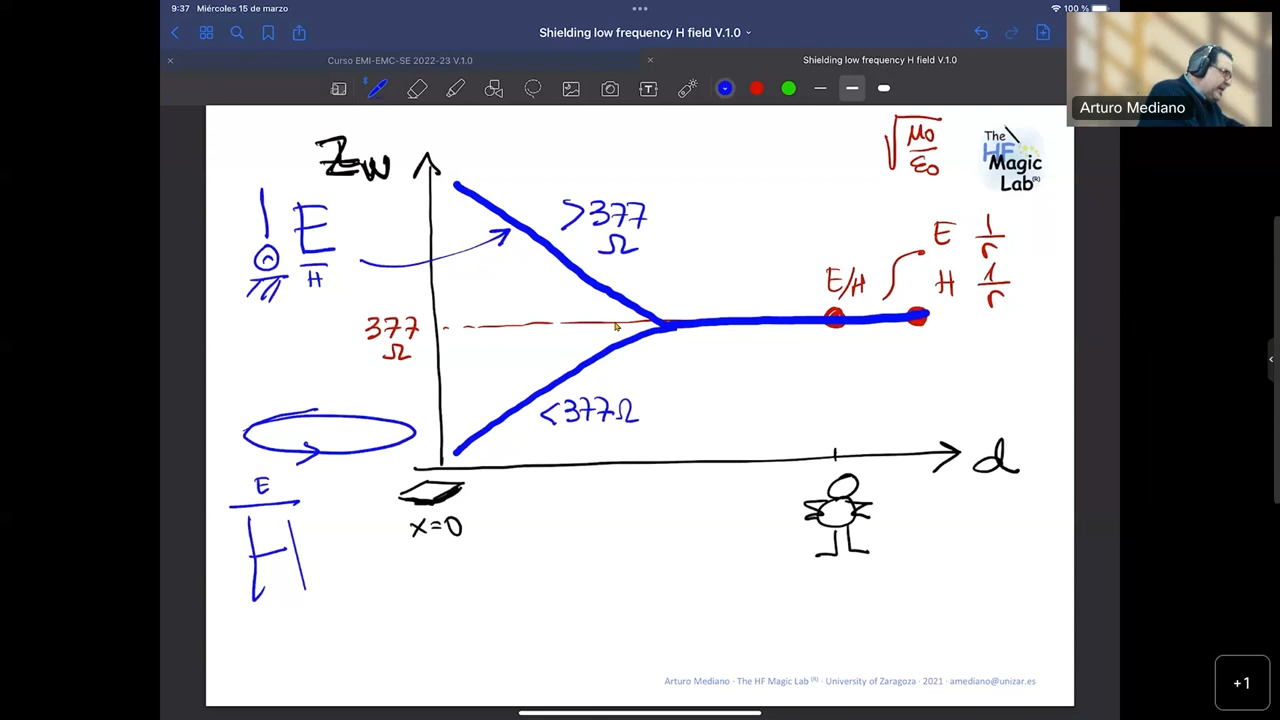 9:37 Miércoles 15 de marzo
100 %
Shielding low frequency H field V.1.0
Curso EMI-EMC-SE 2022-23 V.1.0
Shielding low frequency H field V.1.0
Arturo Mediano
Zw
√μ0/ε0
The
HF
Magic
Lab(R)
E
H
>377
Ω
E 1/r
H 1/r
E/H
377
Ω
<377Ω
E
H
d
x=0
Arturo Mediano · The HF Magic Lab (R) · University of Zaragoza · 2021 · amediano@unizar.es
+1